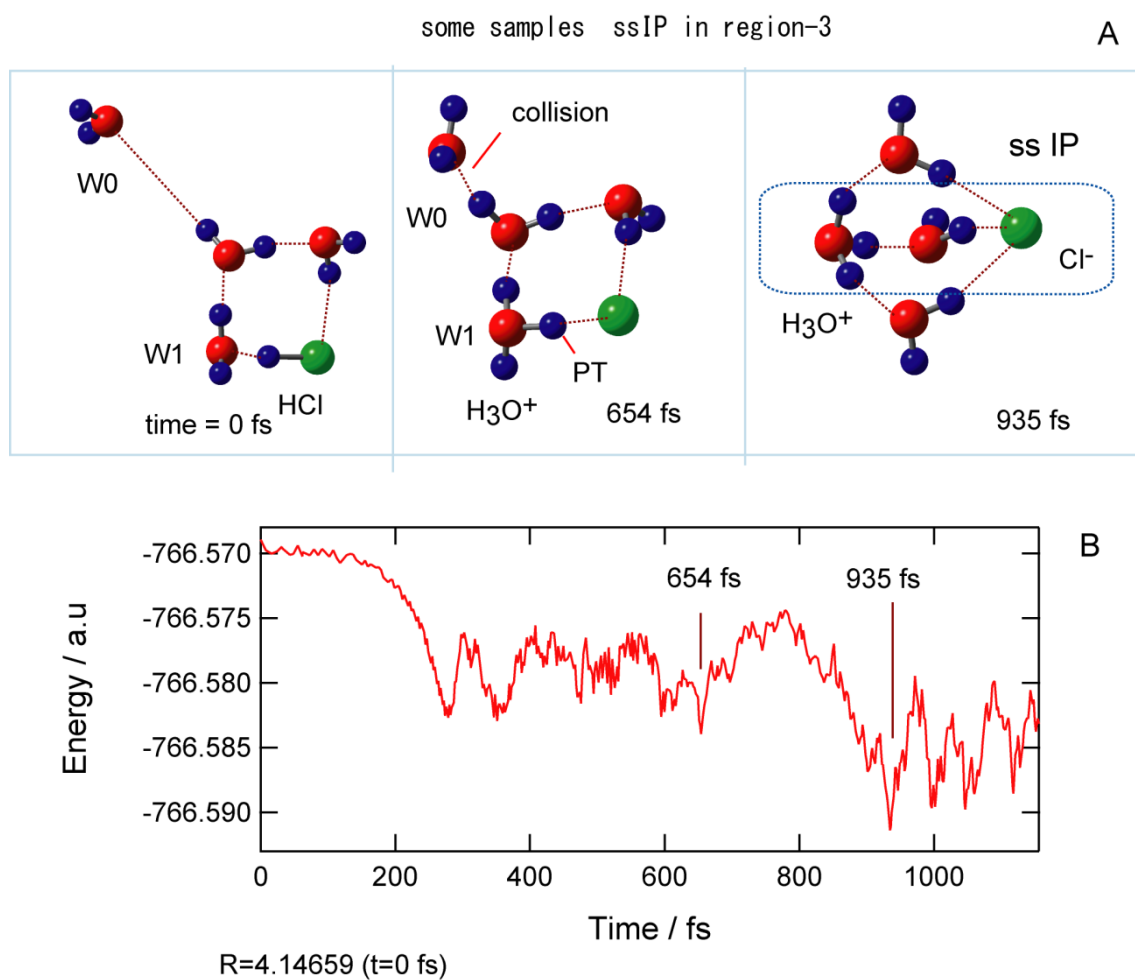 some samples ssIP in region-3
A
W0
W1
HCl
time = 0 fs
collision
W0
W1
PT
H3O+
654 fs
ss IP
Cl-
H3O+
935 fs
B
654 fs
935 fs
Energy / a.u
-766.570
-766.575
-766.580
-766.585
-766.590
0
200
400
600
800
1000
Time / fs
R=4.14659 (t=0 fs)